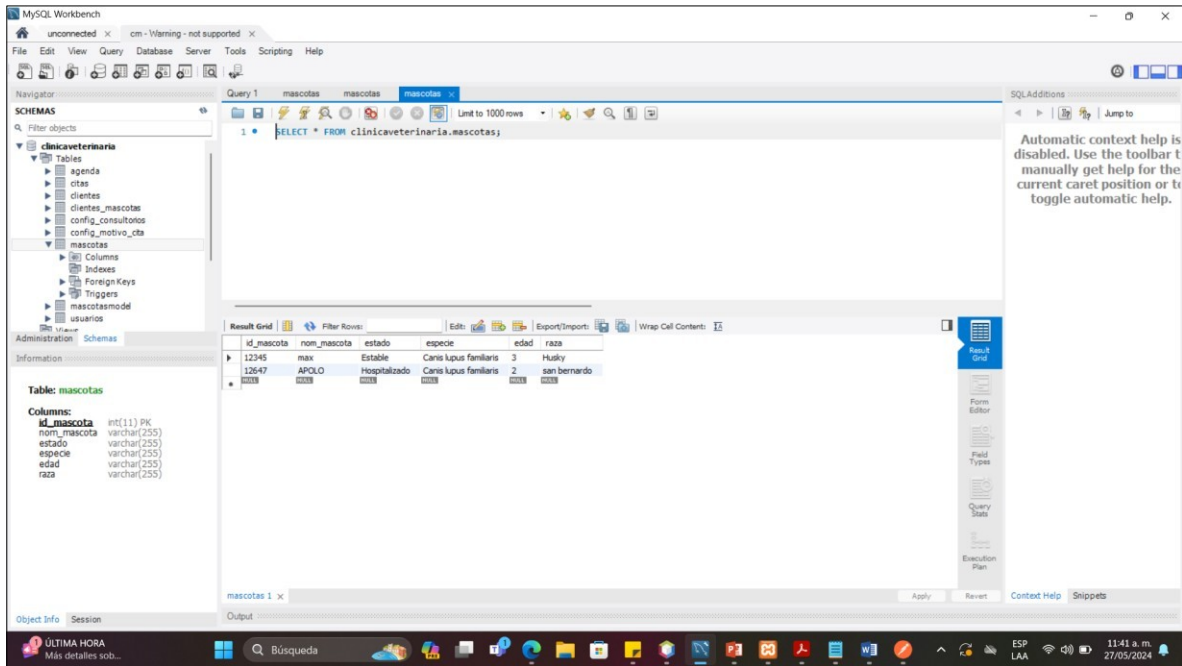 MySQL Workbench
unconnected × cm - Warning - not supported ×
File Edit View Query Database Server Tools Scripting Help
Navigator
SCHEMAS
Filter objects
clinicaveterinaria
Tables
agenda
citas
clientes
clientes_mascotas
config_consultorios
config_motivo_cita
mascotas
Columns
Indexes
Foreign Keys
Triggers
mascotasmodel
usuarios
Views
Administration Schemas
Information
Table: mascotas
Columns:
id_mascota int(11) PK
nom_mascota varchar(255)
estado varchar(255)
especie varchar(255)
edad varchar(255)
raza varchar(255)
Object Info Session
Query 1 mascotas mascotas mascotas ×
Limit to 1000 rows
1 SELECT * FROM clinicaveterinaria.mascotas;
Result Grid Filter Rows: Edit: Export/Import: Wrap Cell Content:
id_mascota nom_mascota estado especie edad raza
12345 max Estable Canis lupus familiaris 3 Husky
12647 APOLO Hospitalizado Canis lupus familiaris 2 san bernardo
NULL NULL NULL NULL NULL NULL
Result
Grid
Form
Editor
Field
Types
Query
Stats
Execution
Plan
mascotas 1 × Apply Revert
Output
SQLAdditions
Jump to
Automatic context help is
disabled. Use the toolbar t
manually get help for the
current caret position or to
toggle automatic help.
Context Help Snippets
1 ÚLTIMA HORA
Más detalles sob...
Búsqueda
ESP
LAA
11:41 a. m.
27/05/2024